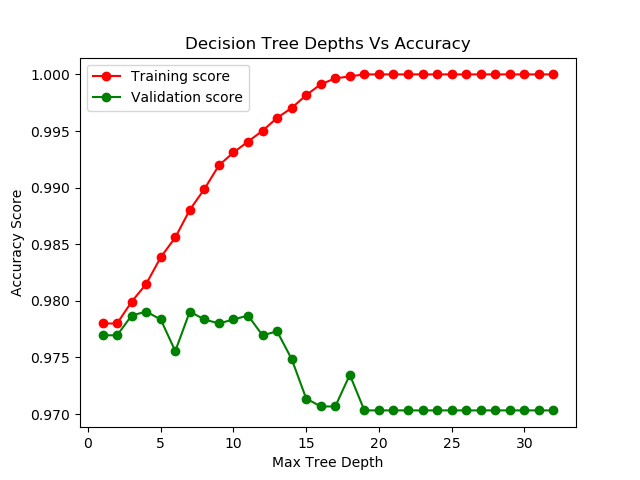 Decision Tree Depths Vs Accuracy
Training score
Validation score
1.000
0.995
0.990
0.985
0.980
0.975
0.970
Accuracy Score
0 5 10 15 20 25 30
Max Tree Depth